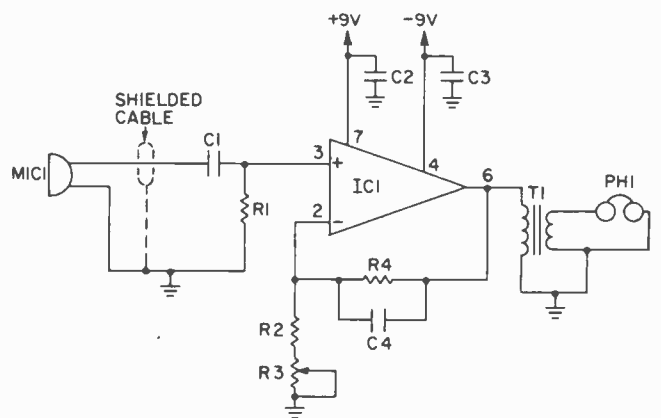 +9V
-9V
C2
C3
SHIELDED
CABLE
C1
7
4
MIC1
3
+
IC1
6
T1
PH1
R1
2
-
R4
C4
R2
R3